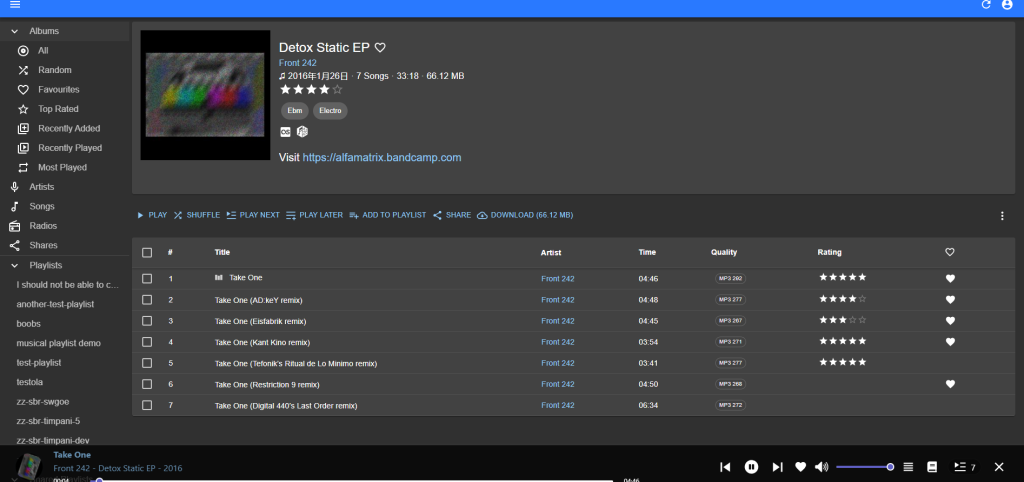 Albums
All
Random
Favourites
Top Rated
Recently Added
Recently Played
Most Played
Artists
Songs
Radios
Shares
Playlists
I should not be able to c...
another-test-playlist
boobs
musical playlist demo
test-playlist
testola
zz-sbr-swgoe
zz-sbr-timpani-5
zz-sbr-timpani-dev
Detox Static EP
Front 242
2016年1月26日 · 7 Songs · 33:18 · 66.12 MB
Ebm Electro
Visit https://alfamatrix.bandcamp.com
PLAY SHUFFLE PLAY NEXT PLAY LATER ADD TO PLAYLIST SHARE DOWNLOAD (66.12 MB)
# Title Artist Time Quality Rating
1 Take One Front 242 04:46 MP3 292
2 Take One (AD:keY remix) Front 242 04:48 MP3 277
3 Take One (Eisfabrik remix) Front 242 04:45 MP3 267
4 Take One (Kant Kino remix) Front 242 03:54 MP3 271
5 Take One (Tefonik's Ritual de Lo Minimo remix) Front 242 03:41 MP3 277
6 Take One (Restriction 9 remix) Front 242 04:50 MP3 268
7 Take One (Digital 440's Last Order remix) Front 242 06:34 MP3 272
Take One
Front 242 - Detox Static EP - 2016
00:04 04:46
7